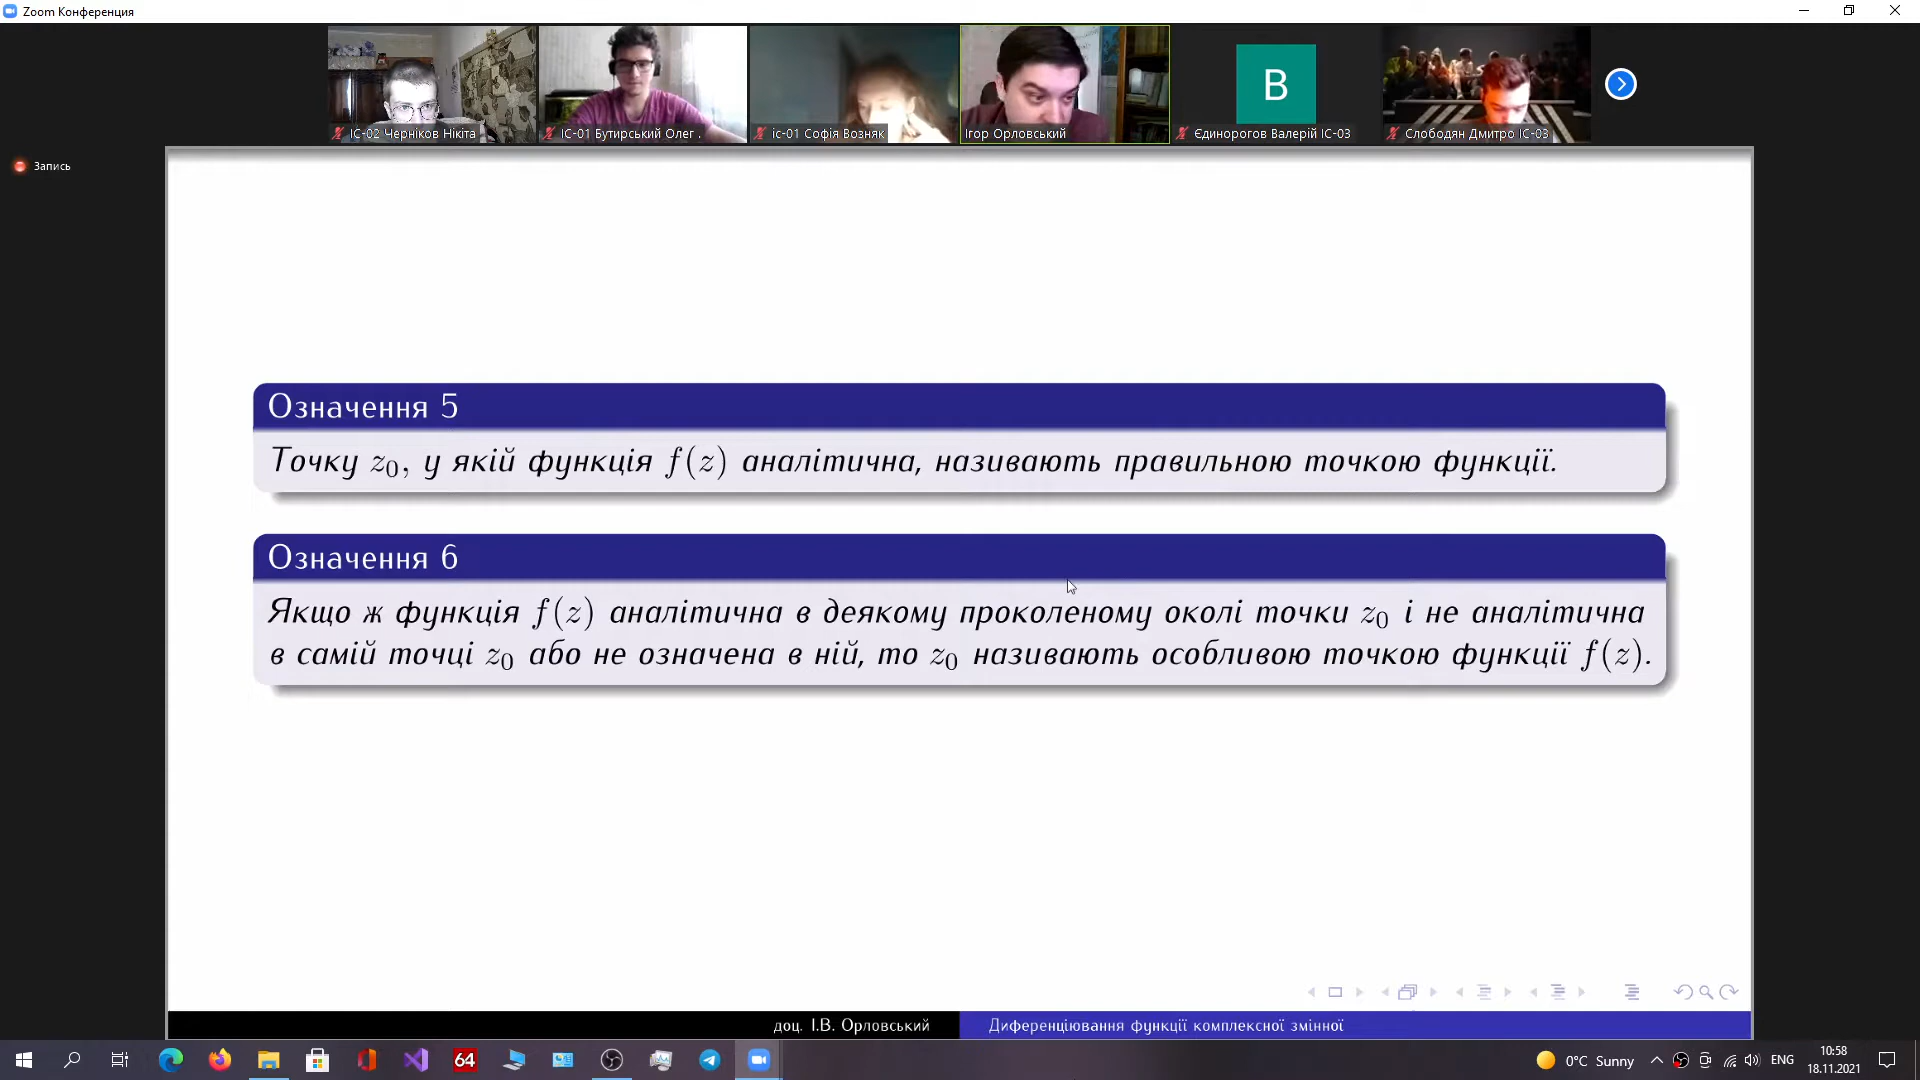 Zoom Конференция
ІС-02 Черніков Нікіта
ІС-01 Бутирський Олег .
іс-01 Софія Возняк
Ігор Орловський
В
Єдинорогов Валерій ІС-03
Слободян Дмитро ІС-03
Запись
Означення 5
Точку z₀, у якій функція f(z) аналітична, називають правильною точкою функції.
Означення 6
Якщо ж функція f(z) аналітична в деякому проколеному околі точки z₀ і не аналітична
в самій точці z₀ або не означена в ній, то z₀ називають особливою точкою функції f(z).
доц. І.В. Орловський
Диференціювання функції комплексної змінної
64
0°C Sunny
ENG
10:58
18.11.2021